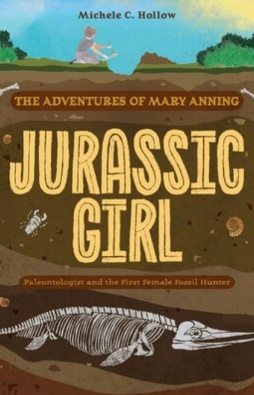 Michele C. Hollow
THE ADVENTURES OF MARY ANNING
JURASSIC
GIRL
Paleontologist and the First Female Fossil Hunter